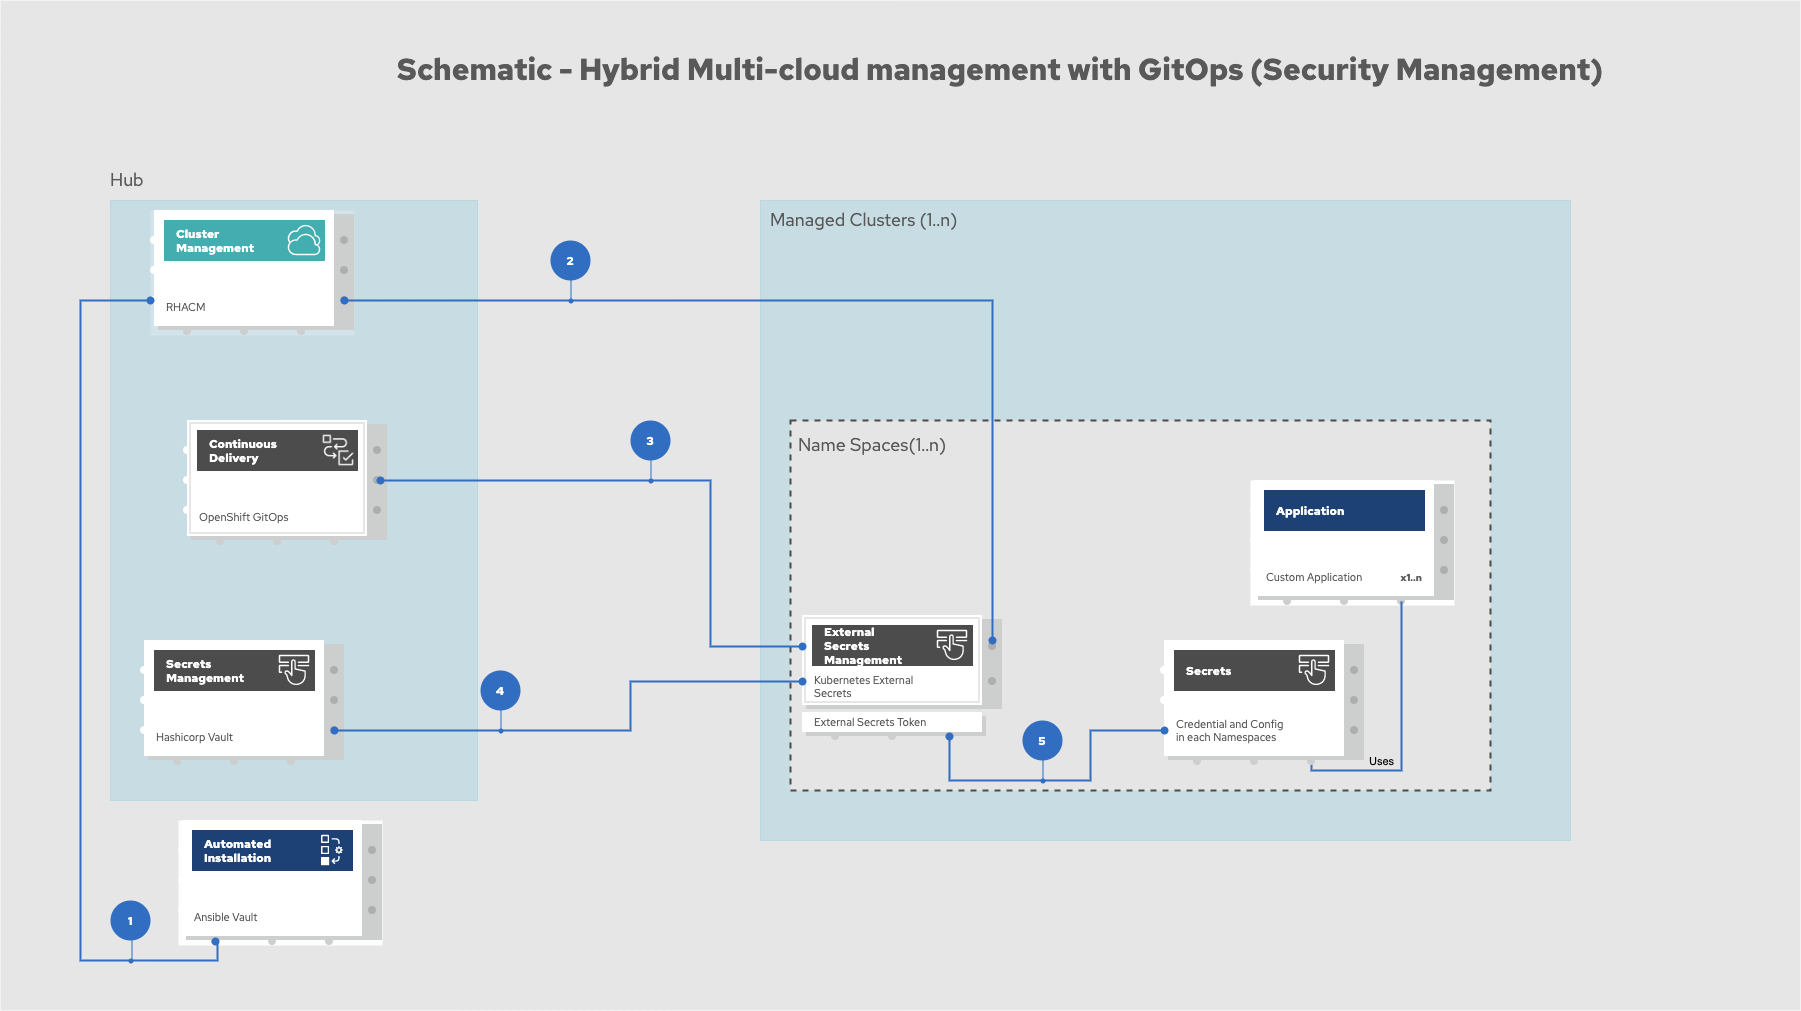 Schematic - Hybrid Multi-cloud management with GitOps (Security Management)
Hub
Cluster
Management
RHACM
2
Managed Clusters (1..n)
Continuous
Delivery
OpenShift GitOps
3
Name Spaces(1..n)
Application
Custom Application x1..n
Secrets
Management
Hashicorp Vault
4
External
Secrets
Management
Kubernetes External
Secrets
External Secrets Token
5
Secrets
Credential and Config
in each Namespaces
Uses
Automated
Installation
Ansible Vault
1